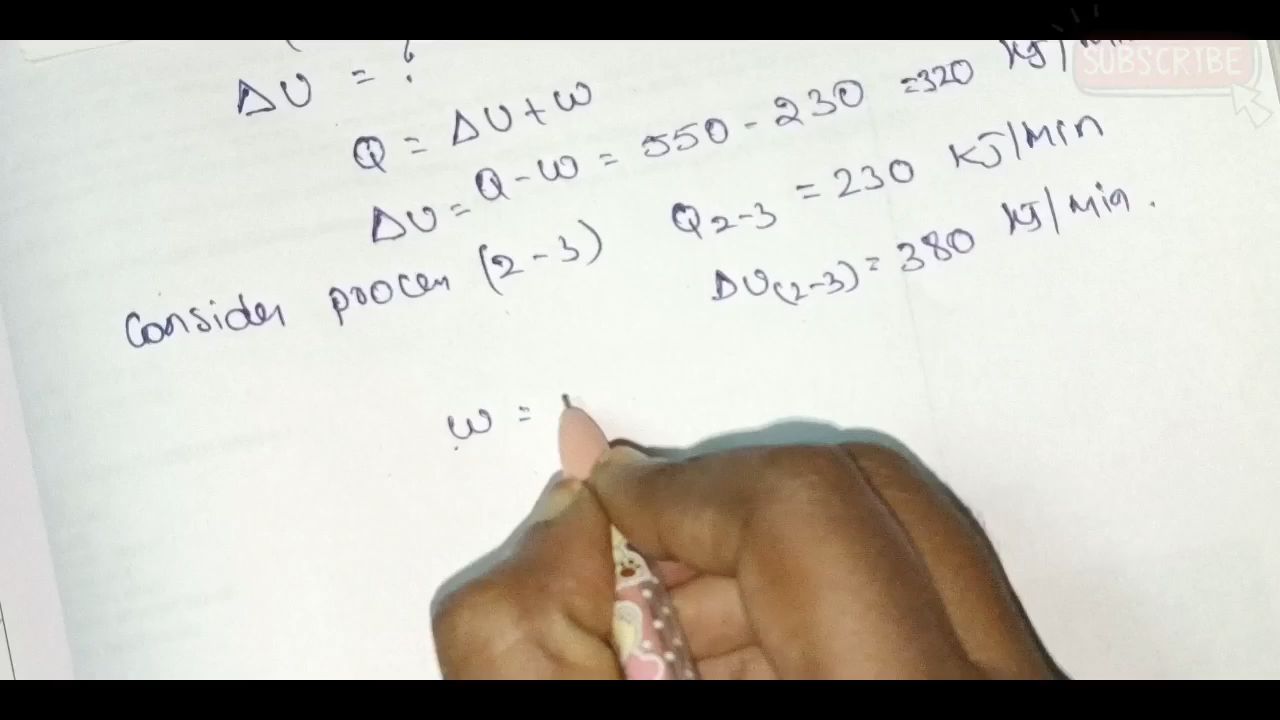 ΔU = ?
Q = ΔU + W
ΔU = Q - W = 550 - 230 = 320 KJ/Min
Consider process (2-3) Q2-3 = 230 KJ/Min
ΔU(2-3) = 380 KJ/Min.
W =
SUBSCRIBE